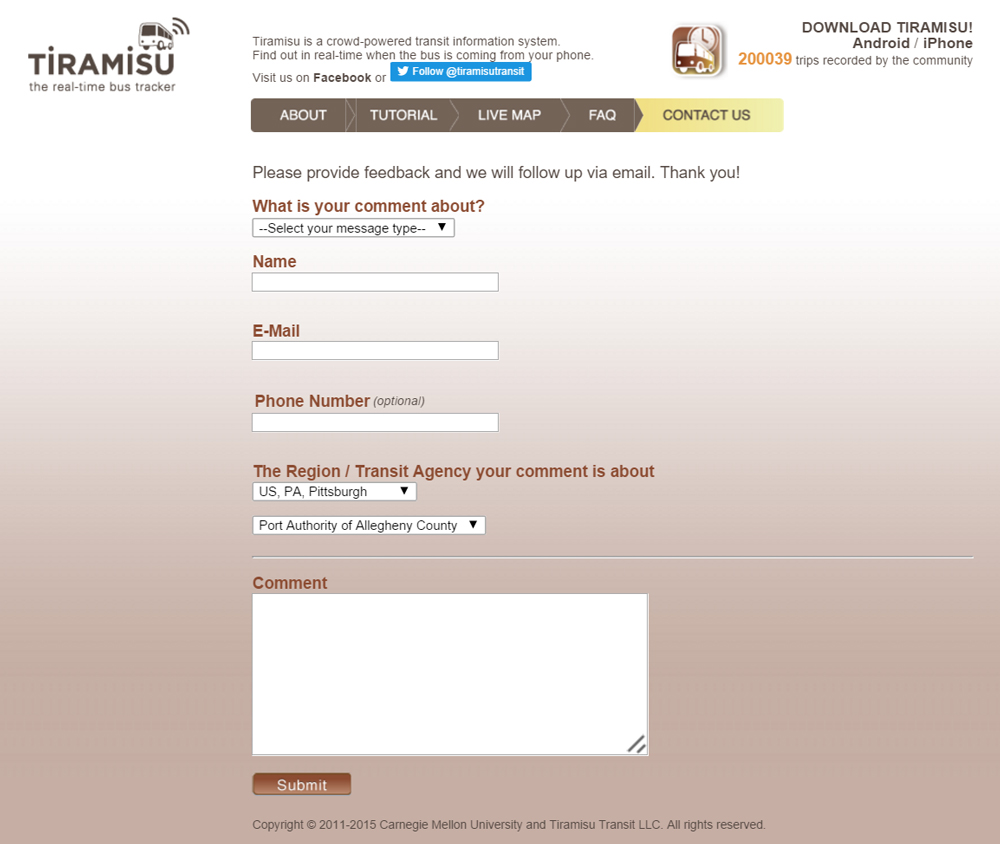 TiRAMiSU
the real-time bus tracker
Tiramisu is a crowd-powered transit information system.
Find out in real-time when the bus is coming from your phone.
Visit us on Facebook or Follow @tiramisutransit
DOWNLOAD TIRAMISU!
Android / iPhone
200039 trips recorded by the community
ABOUT TUTORIAL LIVE MAP FAQ CONTACT US
Please provide feedback and we will follow up via email. Thank you!
What is your comment about?
--Select your message type--
Name
E-Mail
Phone Number (optional)
The Region / Transit Agency your comment is about
US, PA, Pittsburgh
Port Authority of Allegheny County
Comment
Submit
Copyright © 2011-2015 Carnegie Mellon University and Tiramisu Transit LLC. All rights reserved.